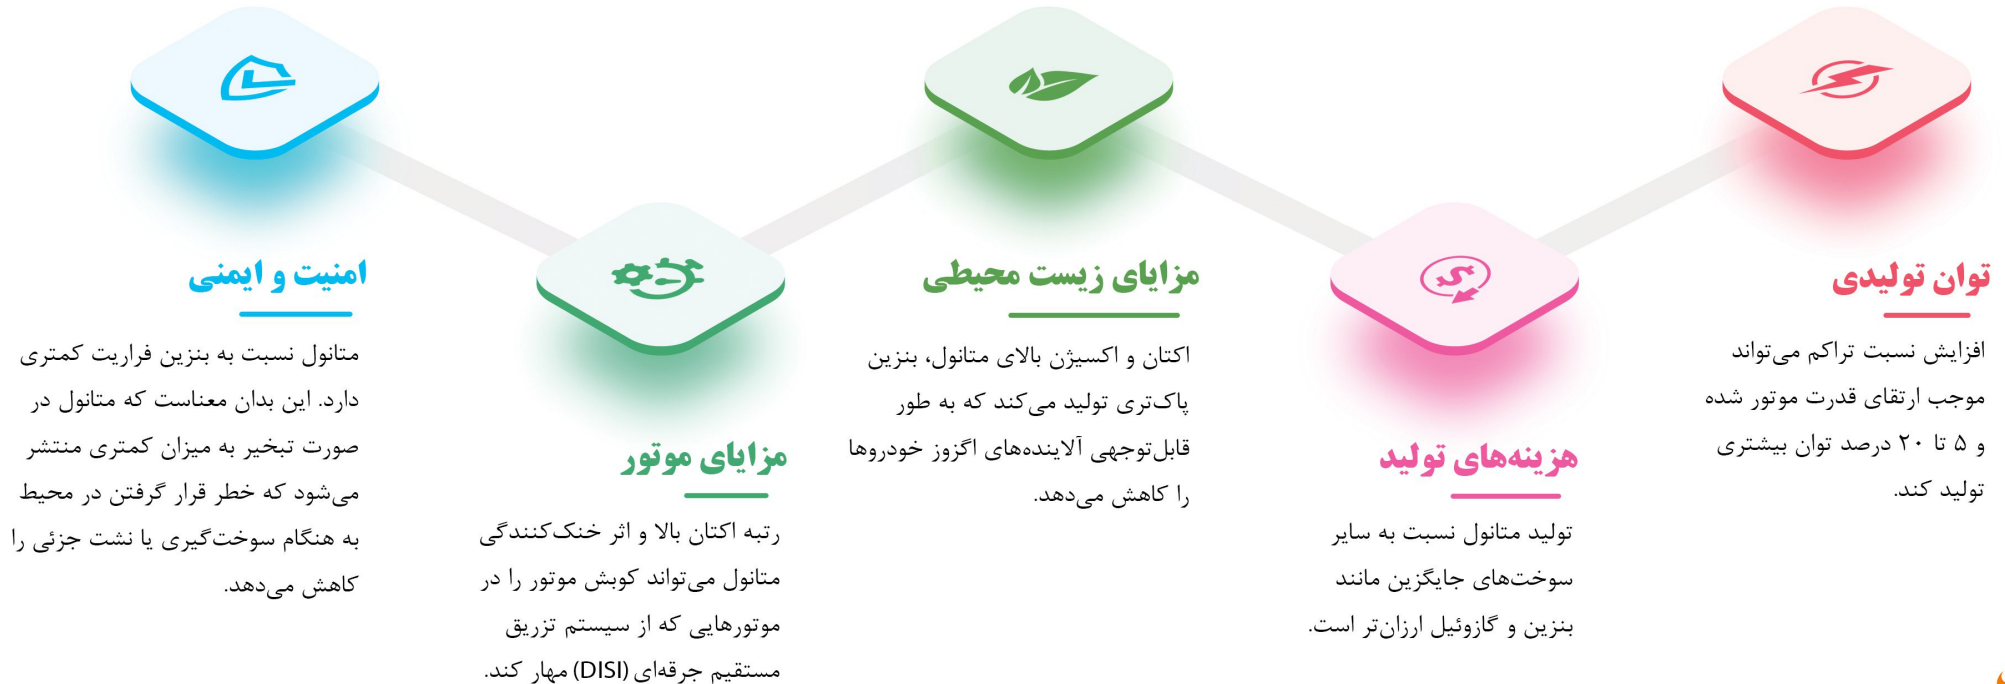 توان تولیدی
افزایش نسبت تراکم می‌تواند
موجب ارتقای قدرت موتور شده
و ۵ تا ۲۰ درصد توان بیشتری
تولید کند.
هزینه‌های تولید
تولید متانول نسبت به سایر
سوخت‌های جایگزین مانند
بنزین و گازوئیل ارزان‌تر است.
مزایای زیست محیطی
اکتان و اکسیژن بالای متانول، بنزین
پاک‌تری تولید می‌کند که به طور
قابل‌توجهی آلاینده‌های اگزوز خودروها
را کاهش می‌دهد.
مزایای موتور
رتبه اکتان بالا و اثر خنک‌کنندگی
متانول می‌تواند کوبش موتور را در
موتورهایی که از سیستم تزریق
مستقیم جرقه‌ای (DISI) مهار کند.
امنیت و ایمنی
متانول نسبت به بنزین فراریت کمتری
دارد. این بدان معناست که متانول در
صورت تبخیر به میزان کمتری منتشر
می‌شود که خطر قرار گرفتن در محیط
به هنگام سوخت‌گیری یا نشت جزئی را
کاهش می‌دهد.